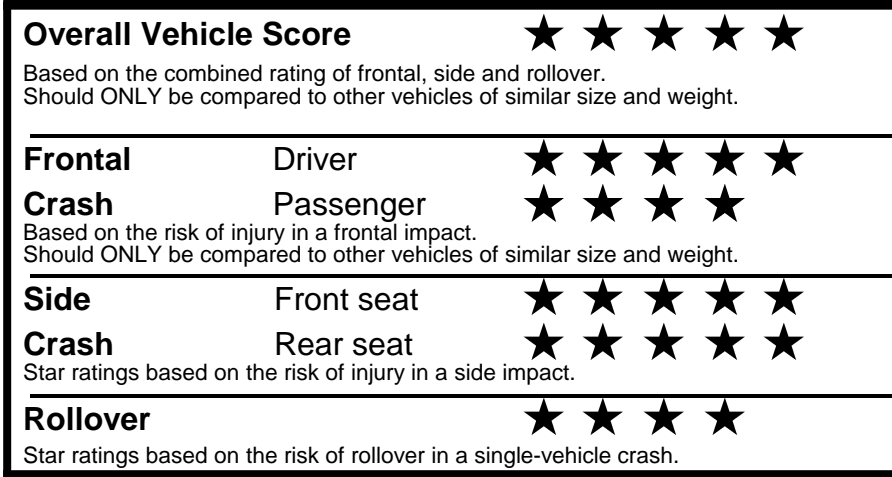 Overall Vehicle Score ★ ★ ★ ★ ★
Based on the combined rating of frontal, side and rollover.
Should ONLY be compared to other vehicles of similar size and weight.
Frontal Driver ★ ★ ★ ★ ★
Crash Passenger ★ ★ ★ ★
Based on the risk of injury in a frontal impact.
Should ONLY be compared to other vehicles of similar size and weight.
Side Front seat ★ ★ ★ ★ ★
Crash Rear seat ★ ★ ★ ★ ★
Star ratings based on the risk of injury in a side impact.
Rollover ★ ★ ★ ★
Star ratings based on the risk of rollover in a single-vehicle crash.